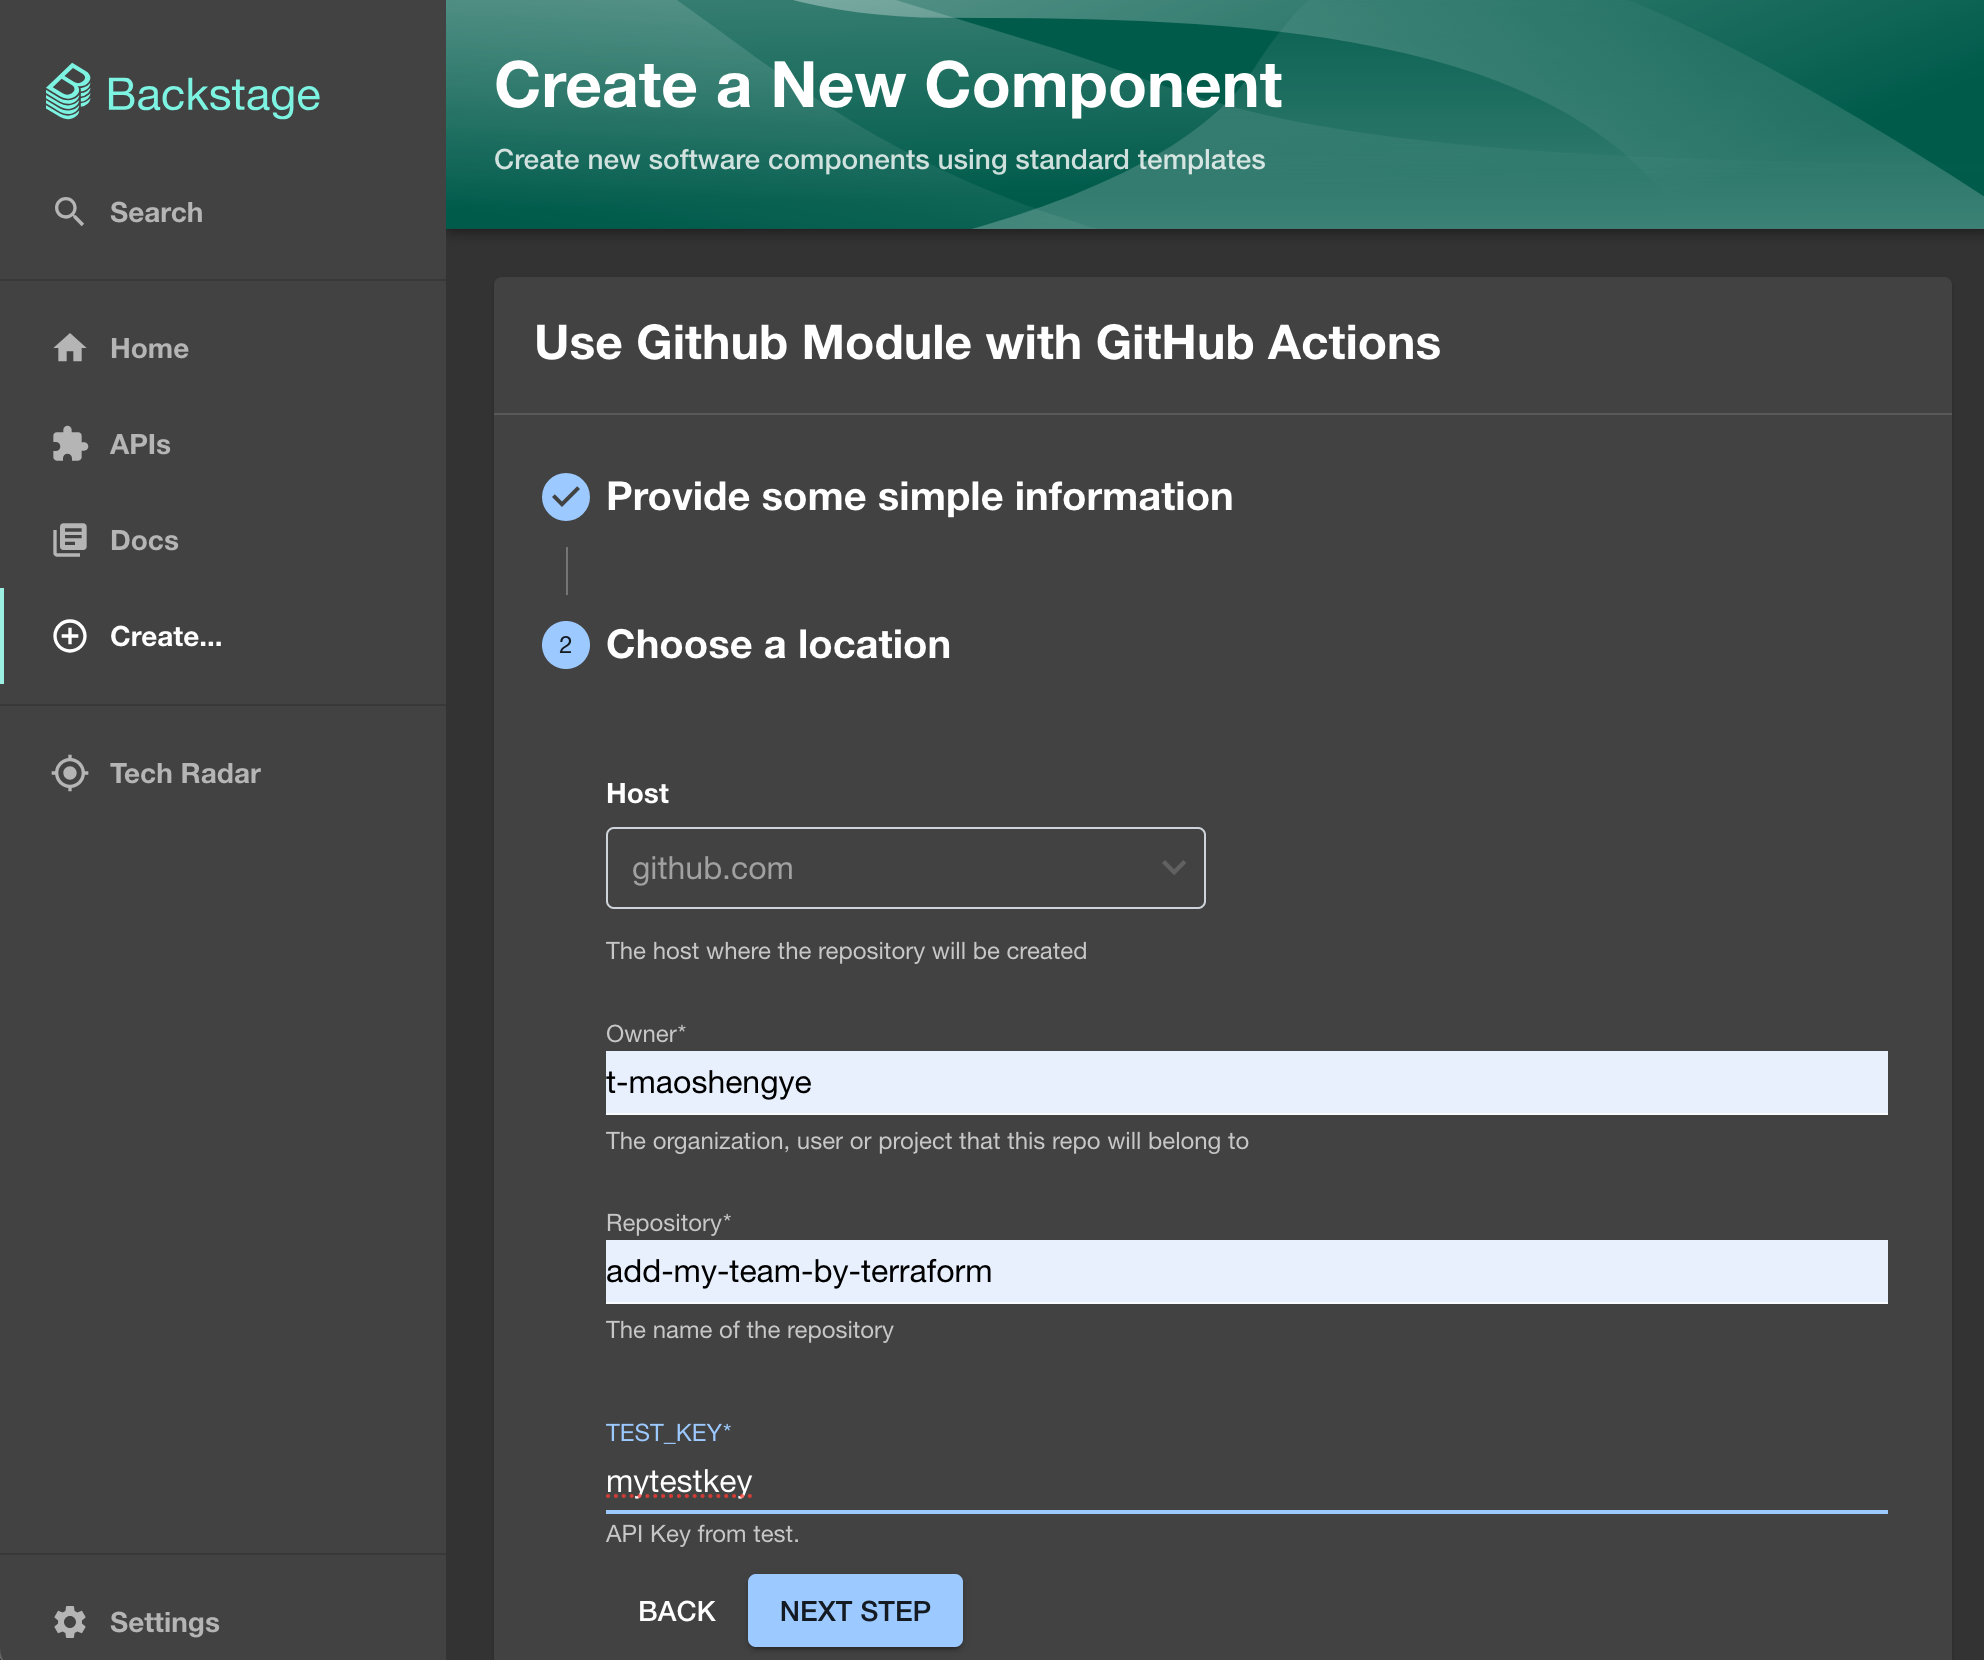 Backstage
Search
Home
APIs
Docs
Create...
Tech Radar
Settings
Create a New Component
Create new software components using standard templates
Use Github Module with GitHub Actions
Provide some simple information
2 Choose a location
Host
github.com
The host where the repository will be created
Owner*
t-maoshengye
The organization, user or project that this repo will belong to
Repository*
add-my-team-by-terraform
The name of the repository
TEST_KEY*
mytestkey
API Key from test.
BACK NEXT STEP